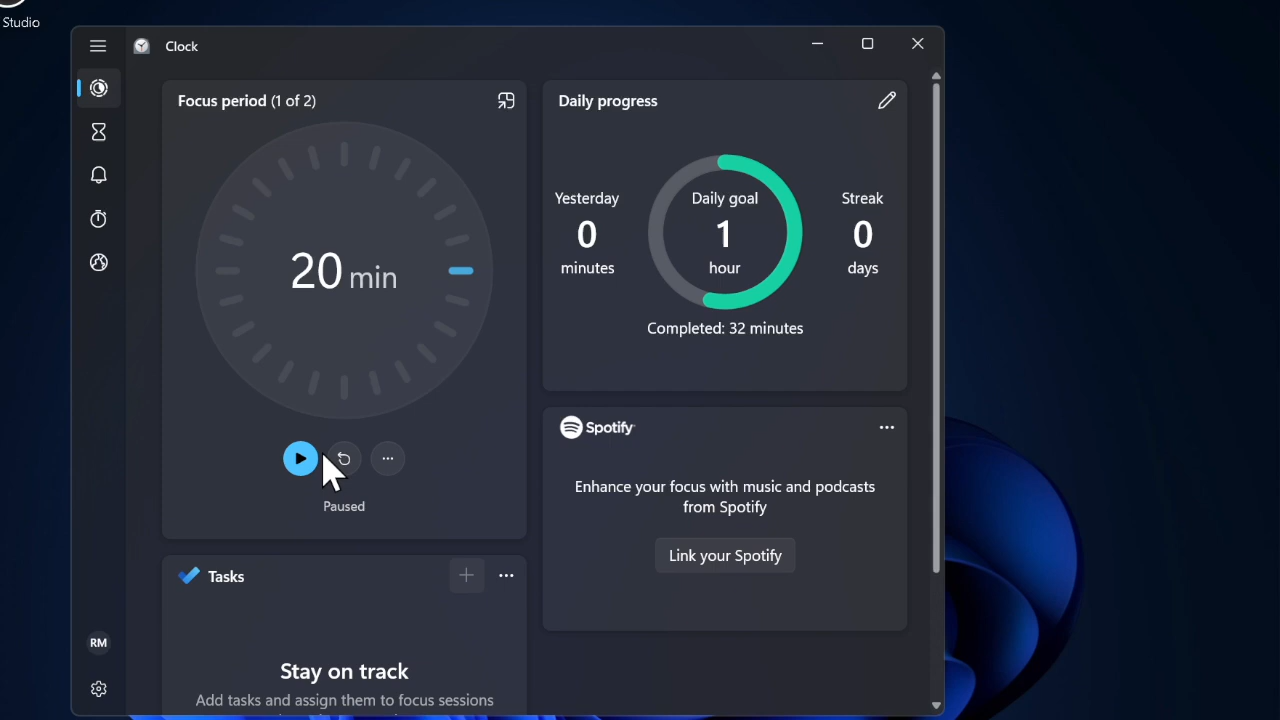 Studio
Clock
Focus period (1 of 2)
20 min
Paused
Daily progress
Yesterday
0
minutes
Daily goal
1
hour
Streak
0
days
Completed: 32 minutes
Spotify
Enhance your focus with music and podcasts
from Spotify
Link your Spotify
Tasks
Stay on track
Add tasks and assign them to focus sessions
RM